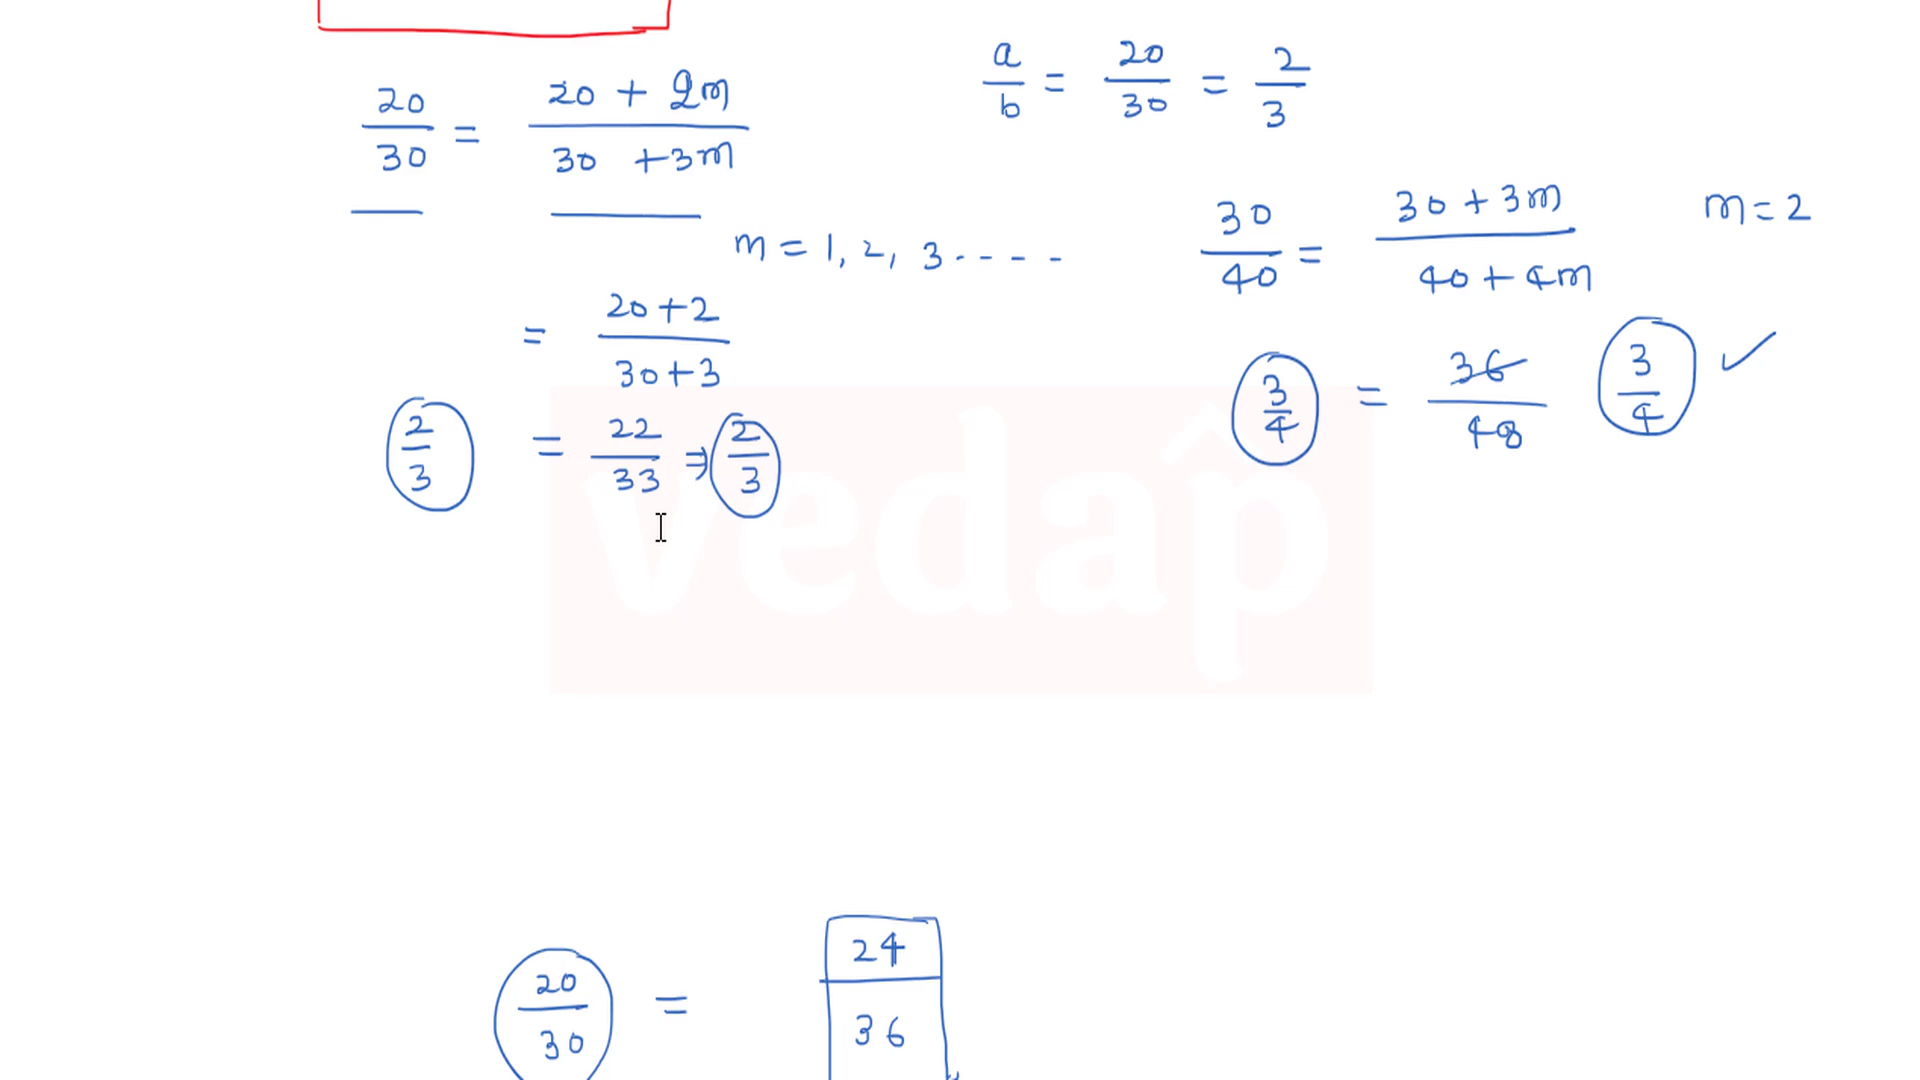 a/b = 20/30 = 2/3
20/30 = (20 + 2m)/(30 + 3m)
m = 1, 2, 3 - - - -
= (20+2)/(30+3)
2/3 = 22/33 ⇒ 2/3
30/40 = (30 + 3m)/(40 + 4m) m = 2
3/4 = 36/48 3/4 ✓
vedap
20/30 = 24/36